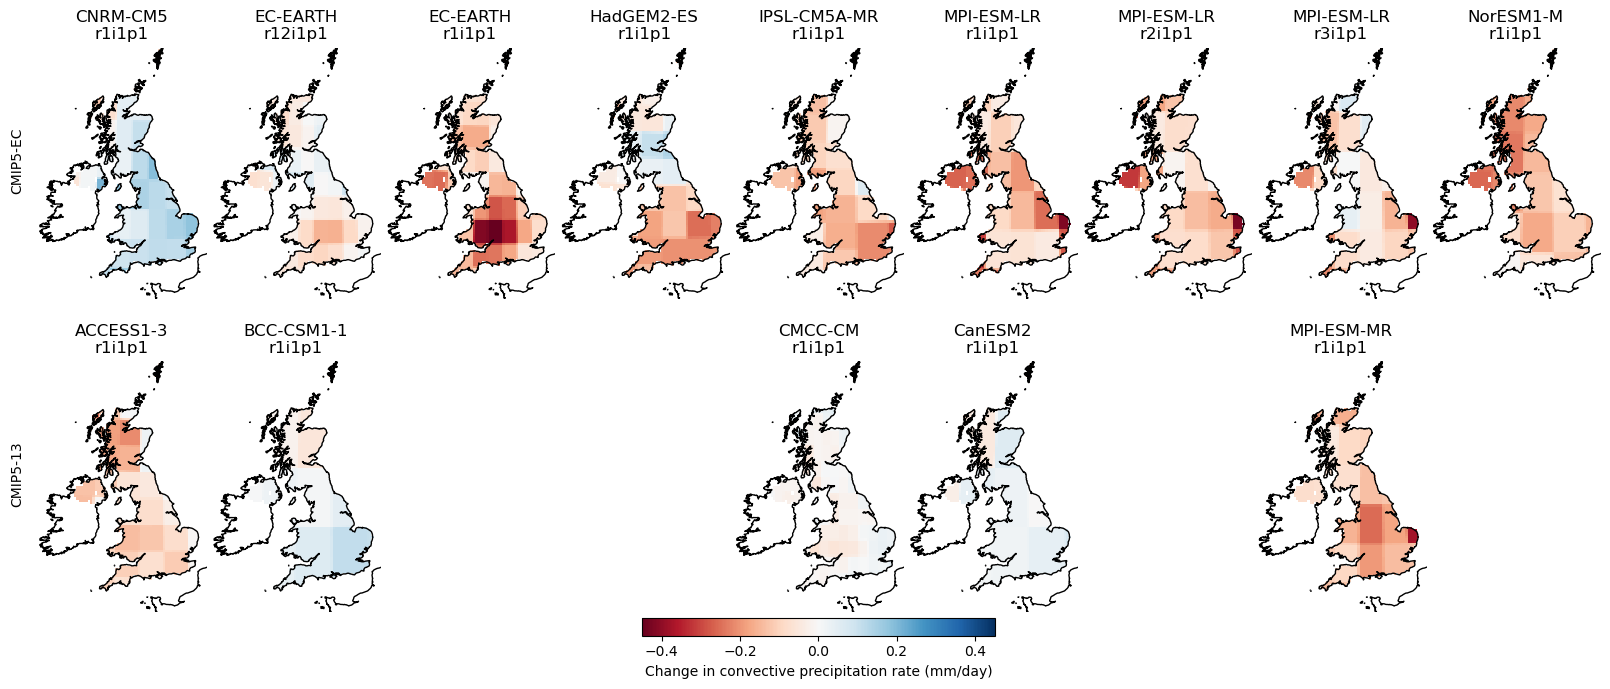 CNRM-CM5
r1i1p1
EC-EARTH
r12i1p1
EC-EARTH
r1i1p1
HadGEM2-ES
r1i1p1
IPSL-CM5A-MR
r1i1p1
MPI-ESM-LR
r1i1p1
MPI-ESM-LR
r2i1p1
MPI-ESM-LR
r3i1p1
NorESM1-M
r1i1p1
CMIP5-EC
ACCESS1-3
r1i1p1
BCC-CSM1-1
r1i1p1
CMCC-CM
r1i1p1
CanESM2
r1i1p1
MPI-ESM-MR
r1i1p1
CMIP5-13
−0.4 −0.2 0.0 0.2 0.4
Change in convective precipitation rate (mm/day)